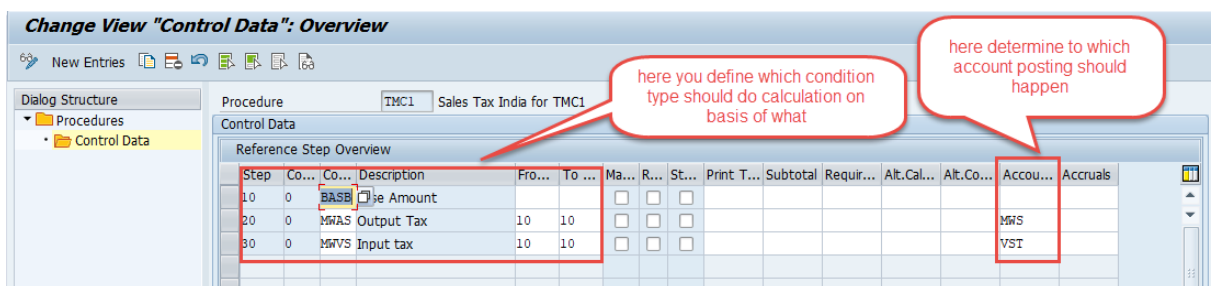 Change View "Control Data": Overview
New Entries
here determine to which
account posting should
happen
here you define which condition
type should do calculation on
basis of what
Dialog Structure
Procedures
Control Data
Procedure TMC1 Sales Tax India for TMC1
Control Data
Reference Step Overview
Step Co... Co... Description Fro... To ... Ma... R... St... Print T... Subtotal Requir... Alt.Cal... Alt.Co... Accou... Accruals
10 0 BASB se Amount
20 0 MWAS Output Tax 10 10 MWS
30 0 MWVS Input tax 10 10 VST